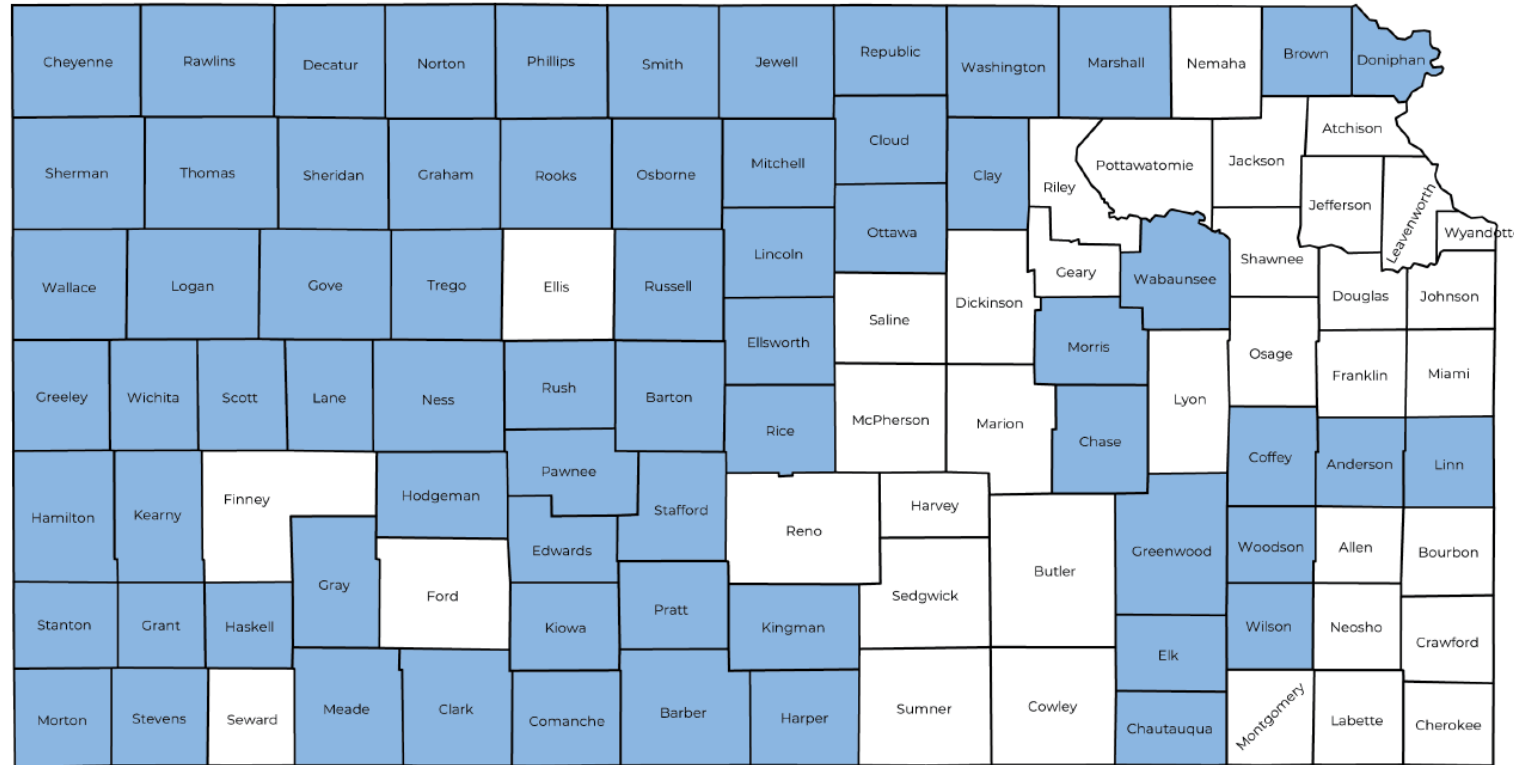 Cheyenne
Rawlins
Decatur
Norton
Phillips
Smith
Jewell
Republic
Washington
Marshall
Nemaha
Brown
Doniphan
Sherman
Thomas
Sheridan
Graham
Rooks
Osborne
Mitchell
Cloud
Clay
Riley
Pottawatomie
Jackson
Atchison
Jefferson
Leavenworth
Wyandott
Wallace
Logan
Gove
Trego
Ellis
Russell
Lincoln
Ottawa
Saline
Dickinson
Geary
Wabaunsee
Shawnee
Douglas
Johnson
Greeley
Wichita
Scott
Lane
Ness
Rush
Barton
Ellsworth
Rice
McPherson
Marion
Morris
Chase
Lyon
Osage
Franklin
Miami
Hamilton
Kearny
Finney
Hodgeman
Pawnee
Stafford
Edwards
Reno
Harvey
Sedgwick
Butler
Greenwood
Coffey
Anderson
Linn
Woodson
Allen
Bourbon
Stanton
Grant
Haskell
Gray
Ford
Kiowa
Pratt
Kingman
Elk
Wilson
Neosho
Crawford
Morton
Stevens
Seward
Meade
Clark
Comanche
Barber
Harper
Sumner
Cowley
Chautauqua
Montgomery
Labette
Cherokee